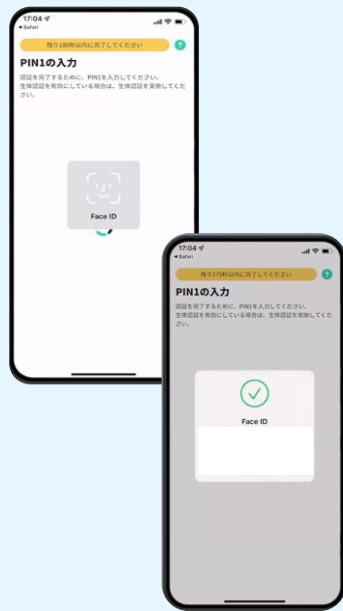 17:04
◀ Safari
残り180秒以内に完了してください
?
PIN1の入力
認証を完了するために、PIN1を入力してください。
生体認証を有効にしている場合は、生体認証を実施してくだ
さい。
Face ID
17:04
◀ Safari
残り175秒以内に完了してください
?
PIN1の入力
認証を完了するために、PIN1を入力してください。
生体認証を有効にしている場合は、生体認証を実施してくだ
さい。
Face ID